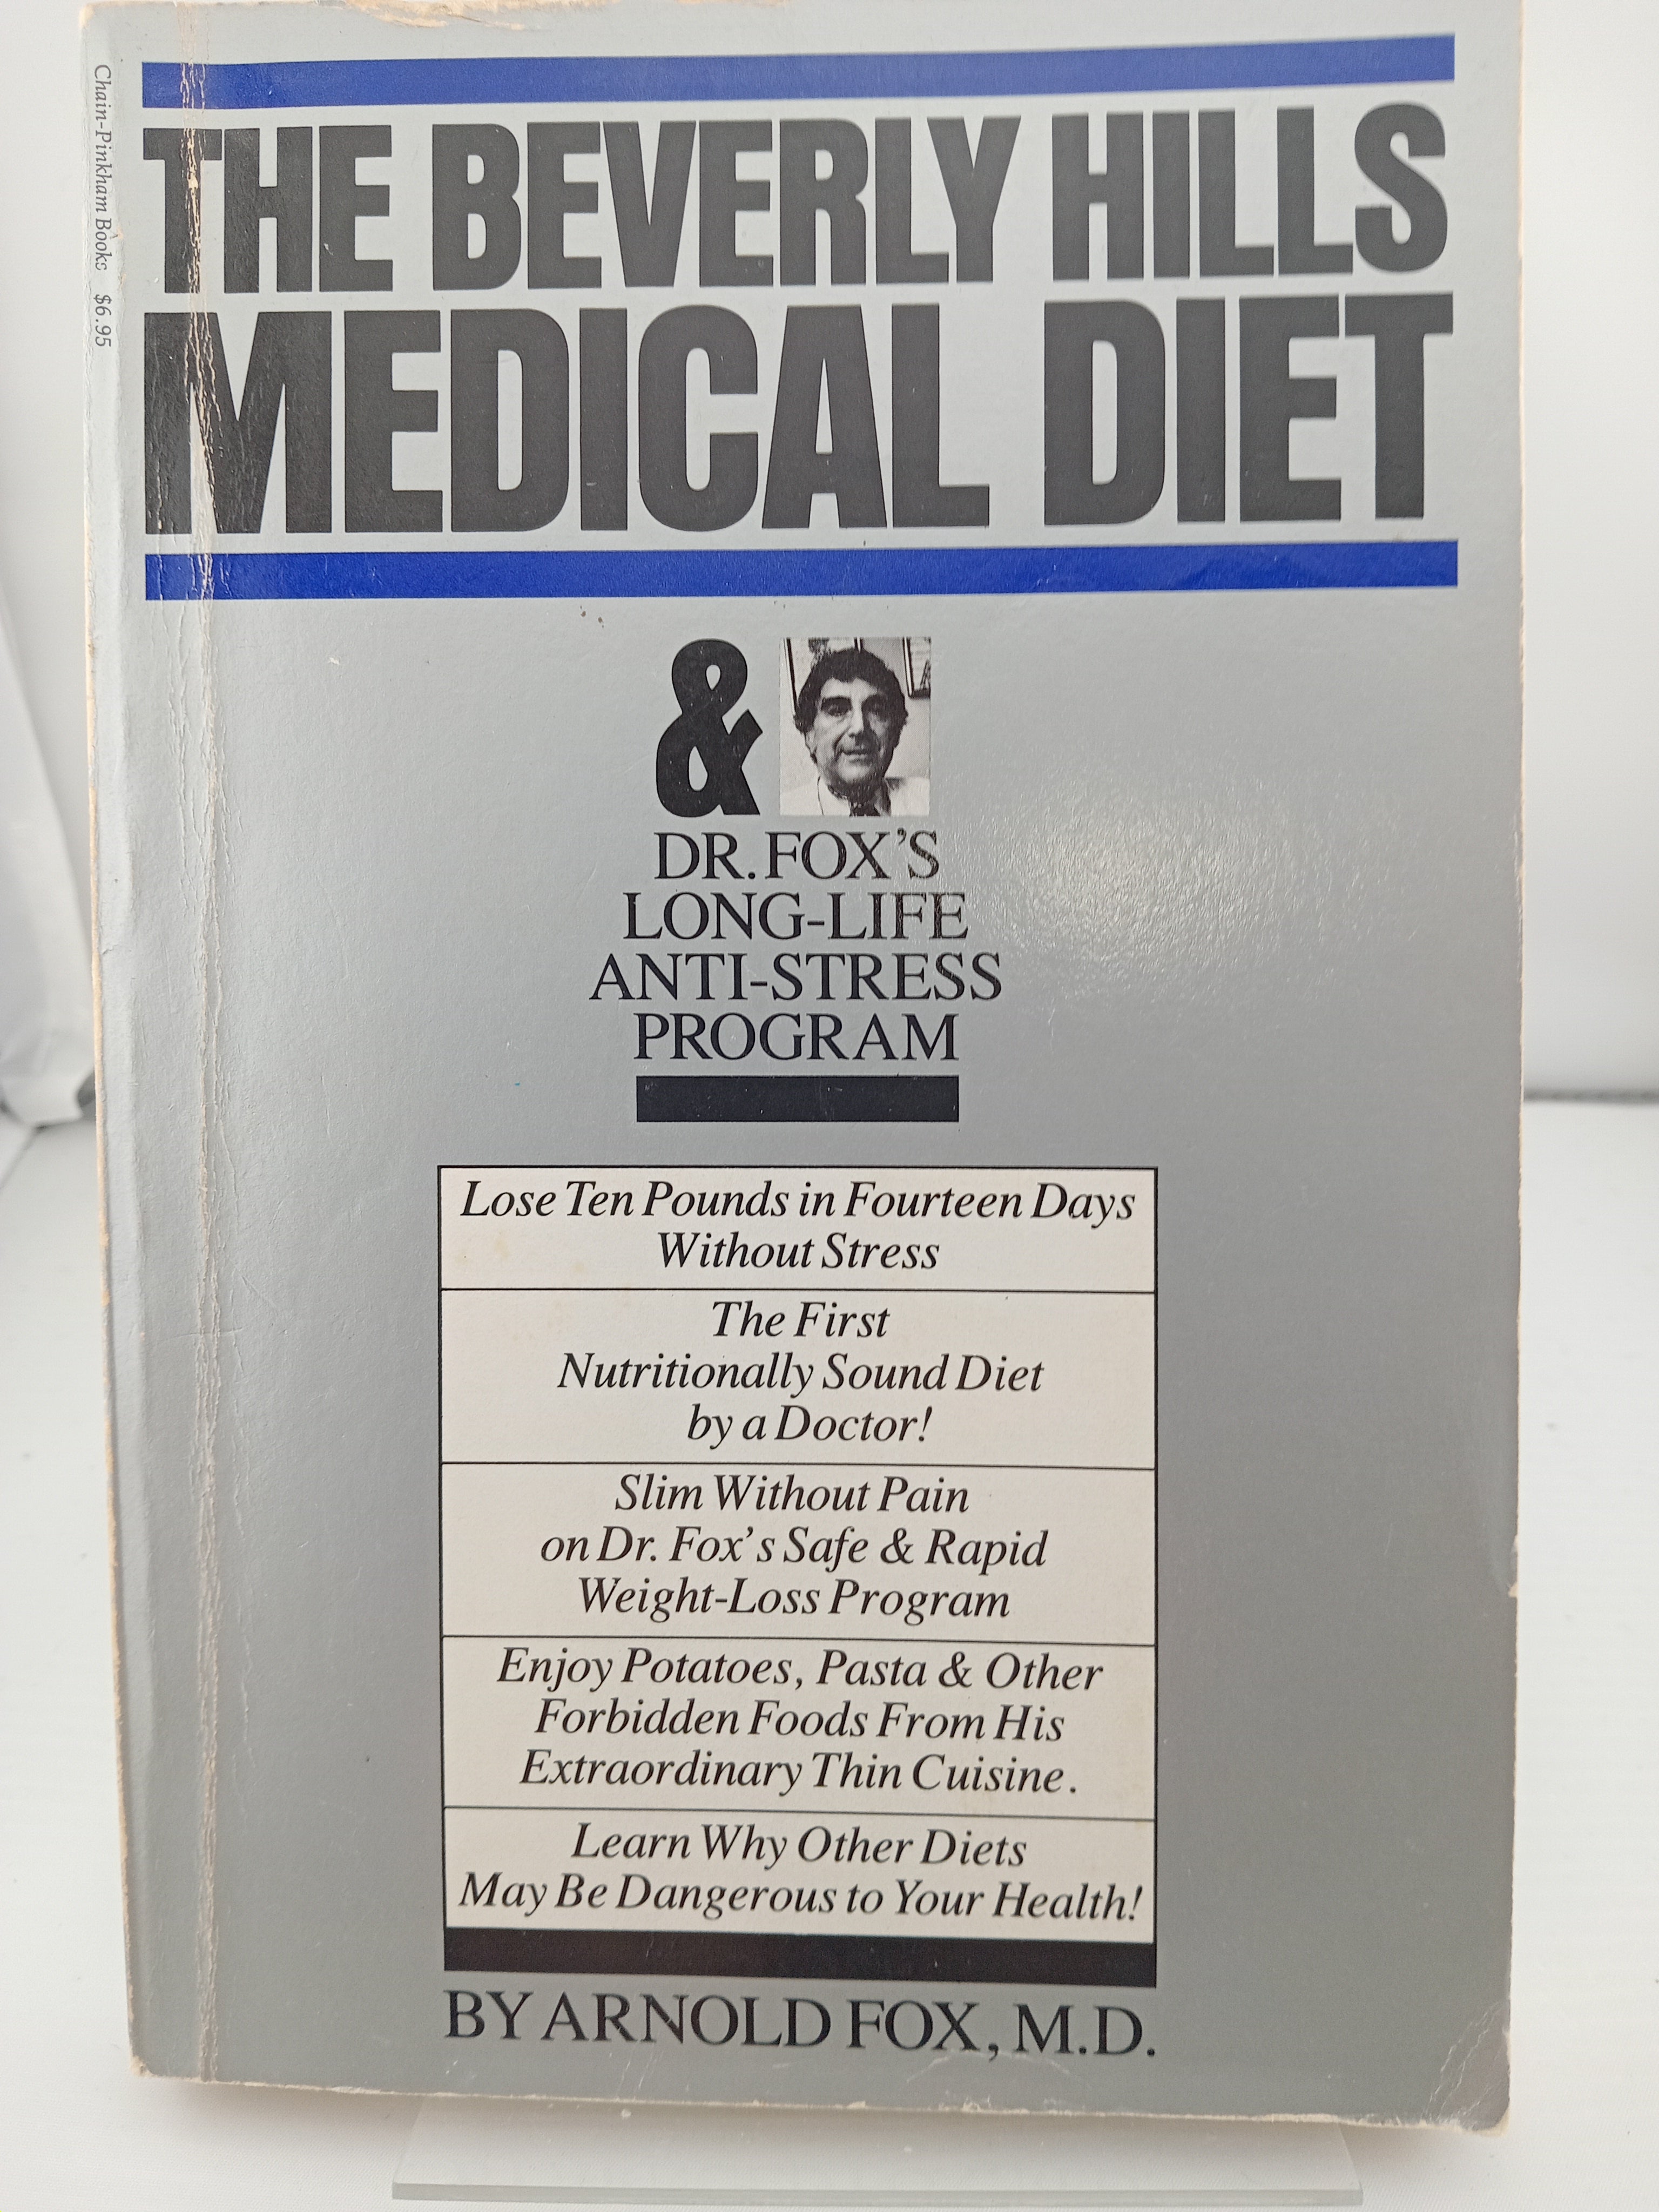 Chain-Pinkham Books $6.95
THE BEVERLY HILLS
MEDICAL DIET
&
DR. FOX'S
LONG-LIFE
ANTI-STRESS
PROGRAM
Lose Ten Pounds in Fourteen Days
Without Stress
The First
Nutritionally Sound Diet
by a Doctor!
Slim Without Pain
on Dr. Fox's Safe & Rapid
Weight-Loss Program
Enjoy Potatoes, Pasta & Other
Forbidden Foods From His
Extraordinary Thin Cuisine.
Learn Why Other Diets
May Be Dangerous to Your Health!
BY ARNOLD FOX, M.D.